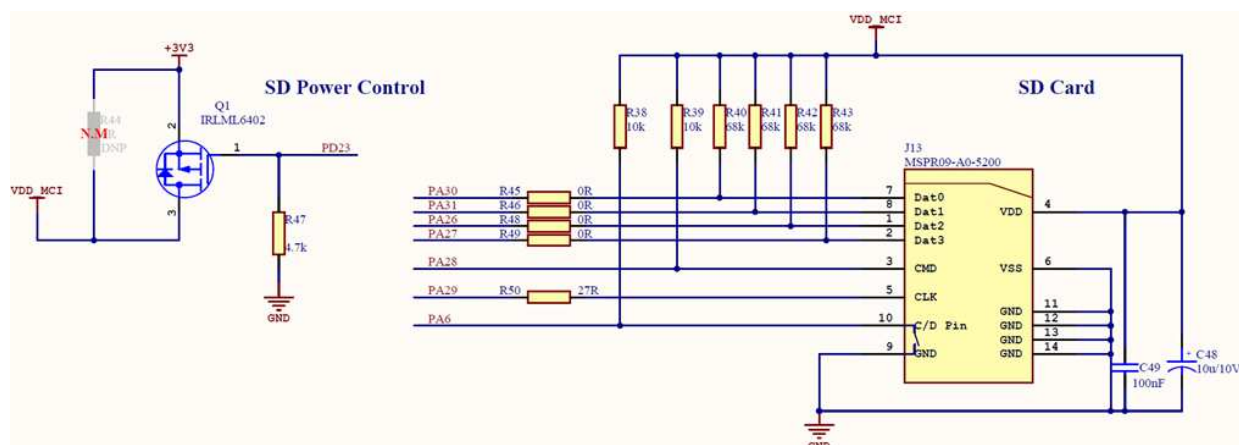 VDD_MCI
+3V3
SD Power Control
SD Card
Q1
IRLML6402
R44
N.M
R
DNP
2
1
PD23
3
VDD_MCI
R47
4.7k
GND
R38
10k
R39
10k
R40
68k
R41
68k
R42
68k
R43
68k
J13
MSPR09-A0-5200
PA30 R45 0R 7 Dat0
PA31 R46 0R 8 Dat1 VDD 4
PA26 R48 0R 1 Dat2
PA27 R49 0R 2 Dat3
PA28 3 CMD VSS 6
PA29 R50 27R 5 CLK
GND 11
PA6 10 C/D Pin GND 12
GND 13
9 GND GND 14
C49
100nF
+ C48
10u/10V
GND